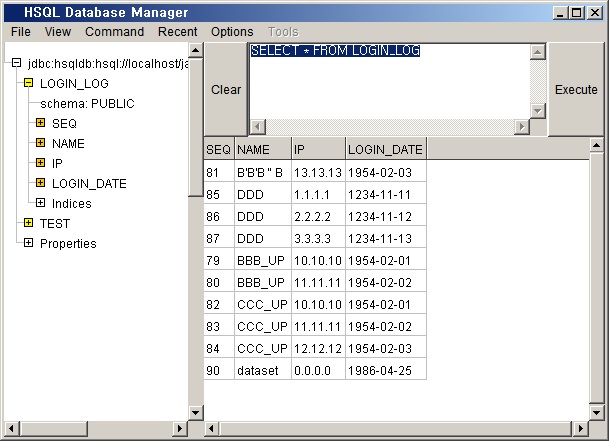 HSQL Database Manager
File View Command Recent Options Tools
jdbc:hsqldb:hsql://localhost/ja
LOGIN_LOG
schema: PUBLIC
SEQ
NAME
IP
LOGIN_DATE
Indices
TEST
Properties
Clear
SELECT * FROM LOGIN_LOG
Execute
SEQ NAME IP LOGIN_DATE
81 B'B'B " B 13.13.13 1954-02-03
85 DDD 1.1.1.1 1234-11-11
86 DDD 2.2.2.2 1234-11-12
87 DDD 3.3.3.3 1234-11-13
79 BBB_UP 10.10.10 1954-02-01
80 BBB_UP 11.11.11 1954-02-02
82 CCC_UP 10.10.10 1954-02-01
83 CCC_UP 11.11.11 1954-02-02
84 CCC_UP 12.12.12 1954-02-03
90 dataset 0.0.0.0 1986-04-25